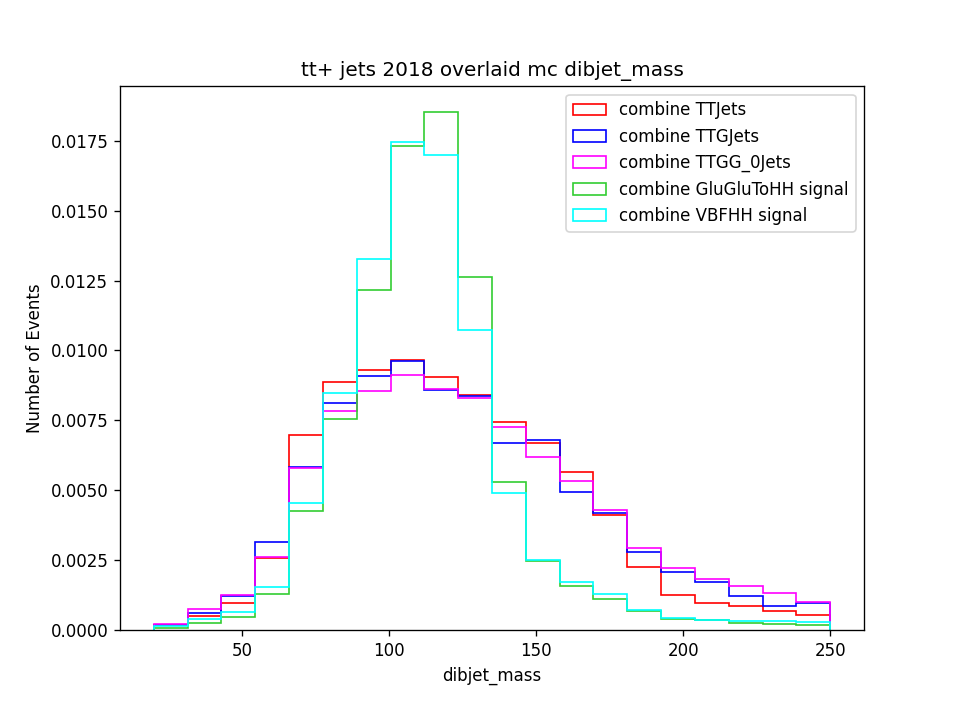 tt+ jets 2018 overlaid mc dibjet_mass
combine TTJets
combine TTGJets
combine TTGG_0Jets
combine GluGluToHH signal
combine VBFHH signal
Number of Events
0.0175
0.0150
0.0125
0.0100
0.0075
0.0050
0.0025
0.0000
50 100 150 200 250
dibjet_mass